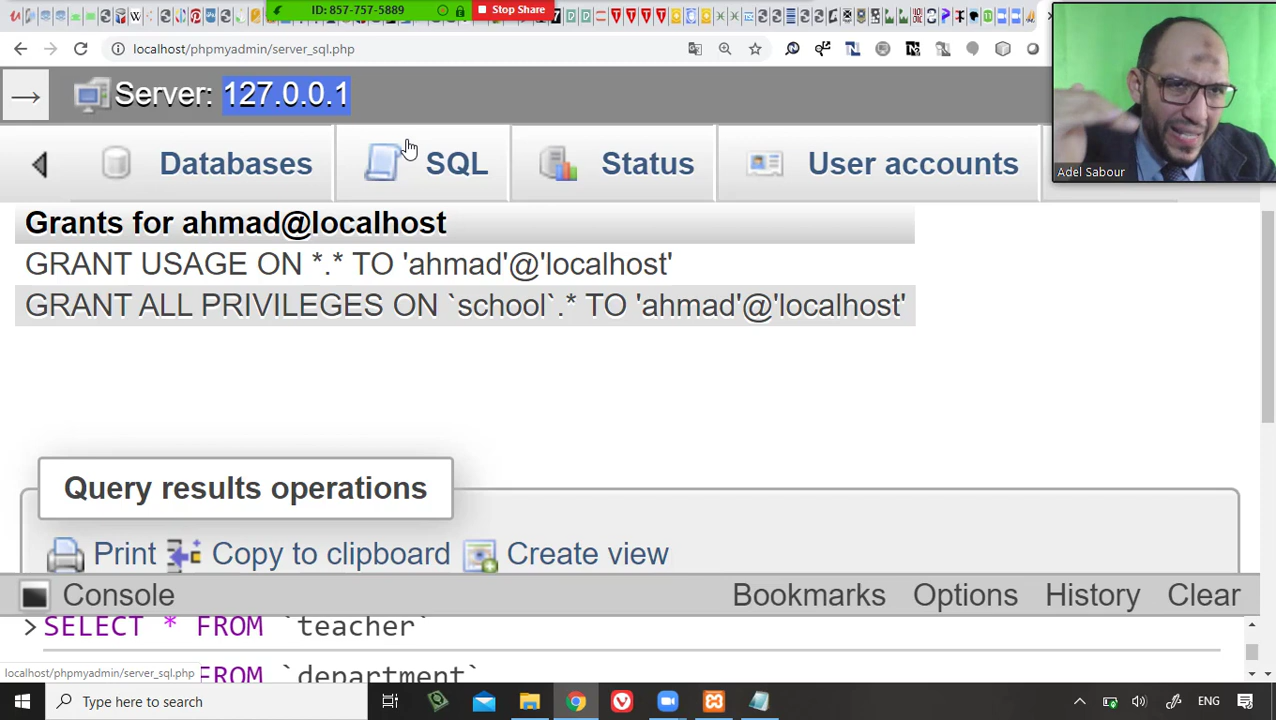 ID: 857-757-5889
Stop Share
localhost/phpmyadmin/server_sql.php
Server: 127.0.0.1
Databases
SQL
Status
User accounts
Adel Sabour
Grants for ahmad@localhost
GRANT USAGE ON *.* TO 'ahmad'@'localhost'
GRANT ALL PRIVILEGES ON `school`.* TO 'ahmad'@'localhost'
Query results operations
Print
Copy to clipboard
Create view
Console
Bookmarks
Options
History
Clear
>SELECT * FROM `teacher`
FROM `department`
localhost/phpmyadmin/server_sql.php
Type here to search
ENG